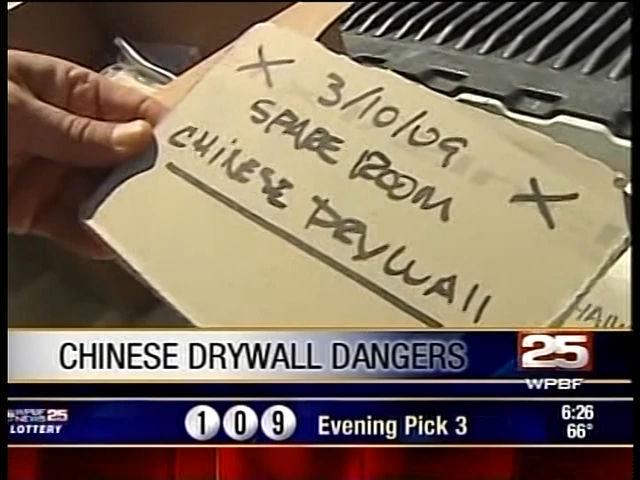 X 3/10/09
SPARE ROOM X
CHINESE DRYWAll
CHINESE DRYWALL DANGERS
25
WPBF
WPBF 25
NEWS
LOTTERY
1 0 9
Evening Pick 3
6:26
66°